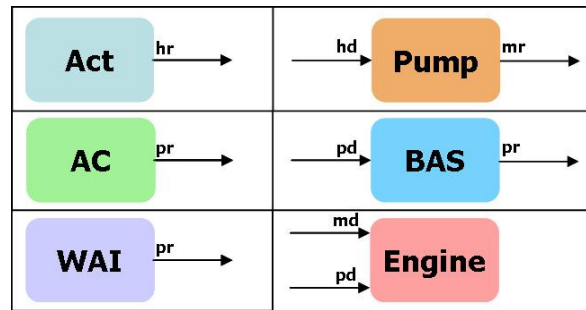 Act hr
hd Pump mr
AC pr
pd BAS pr
WAI pr
md
pd Engine